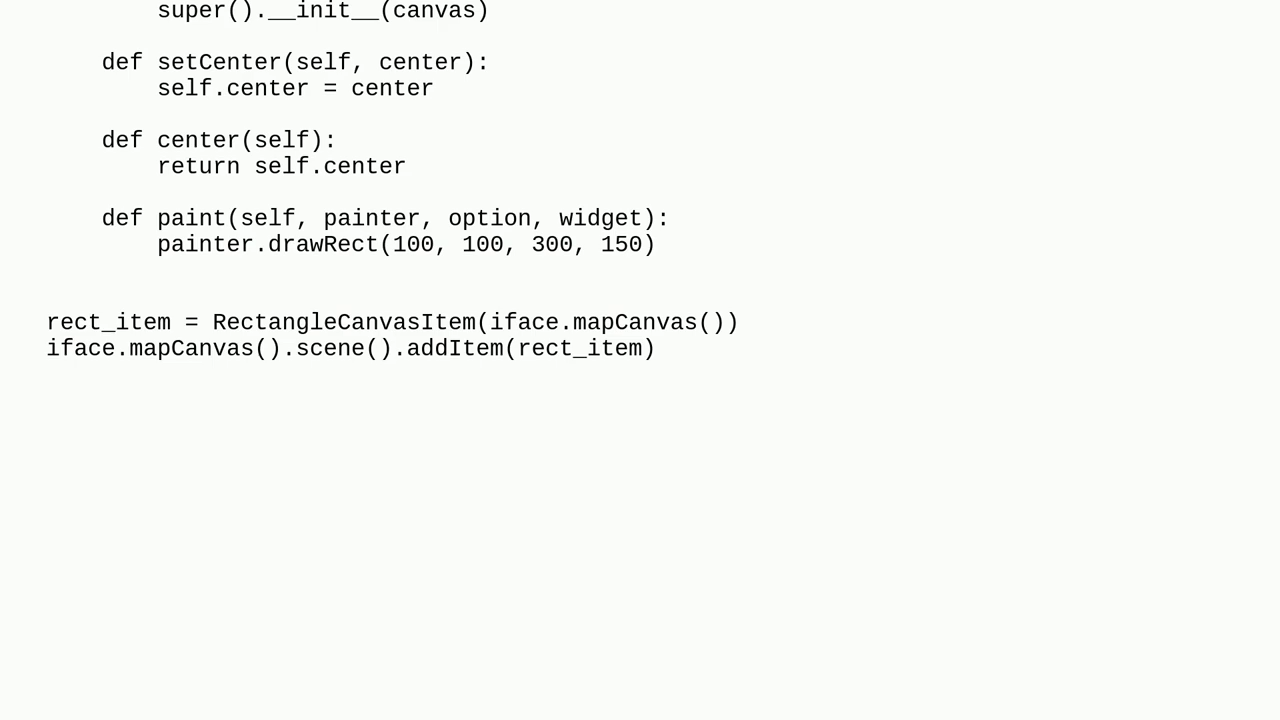 super().__init__(canvas)
def setCenter(self, center):
self.center = center
def center(self):
return self.center
def paint(self, painter, option, widget):
painter.drawRect(100, 100, 300, 150)
rect_item = RectangleCanvasItem(iface.mapCanvas())
iface.mapCanvas().scene().addItem(rect_item)